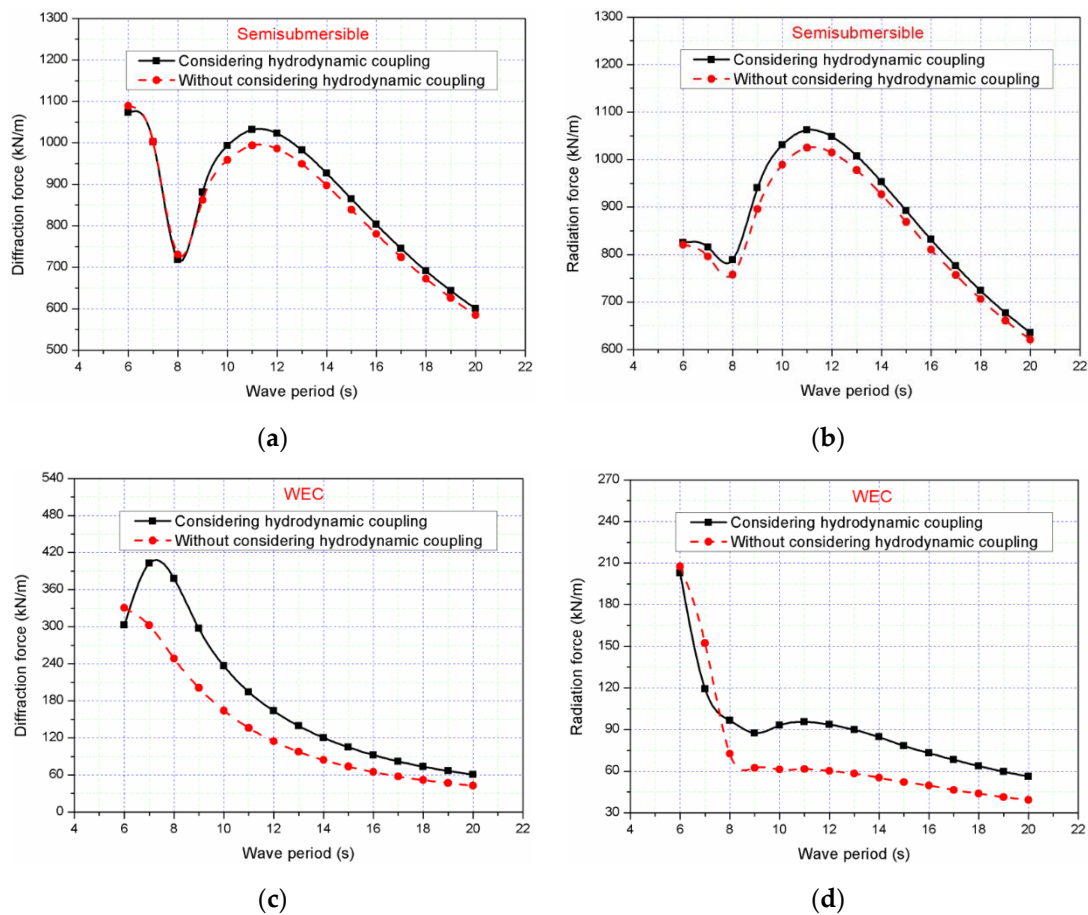 Semisubmersible
Considering hydrodynamic coupling
Without considering hydrodynamic coupling
Diffraction force (kN/m)
1300
1200
1100
1000
900
800
700
600
500
4 6 8 10 12 14 16 18 20 22
Wave period (s)
(a)
Semisubmersible
Considering hydrodynamic coupling
Without considering hydrodynamic coupling
Radiation force (kN/m)
1300
1200
1100
1000
900
800
700
600
4 6 8 10 12 14 16 18 20 22
Wave period (s)
(b)
WEC
Considering hydrodynamic coupling
Without considering hydrodynamic coupling
Diffraction force (kN/m)
540
480
420
360
300
240
180
120
60
0
4 6 8 10 12 14 16 18 20 22
Wave period (s)
(c)
WEC
Considering hydrodynamic coupling
Without considering hydrodynamic coupling
Radiation force (kN/m)
270
240
210
180
150
120
90
60
30
4 6 8 10 12 14 16 18 20 22
Wave period (s)
(d)